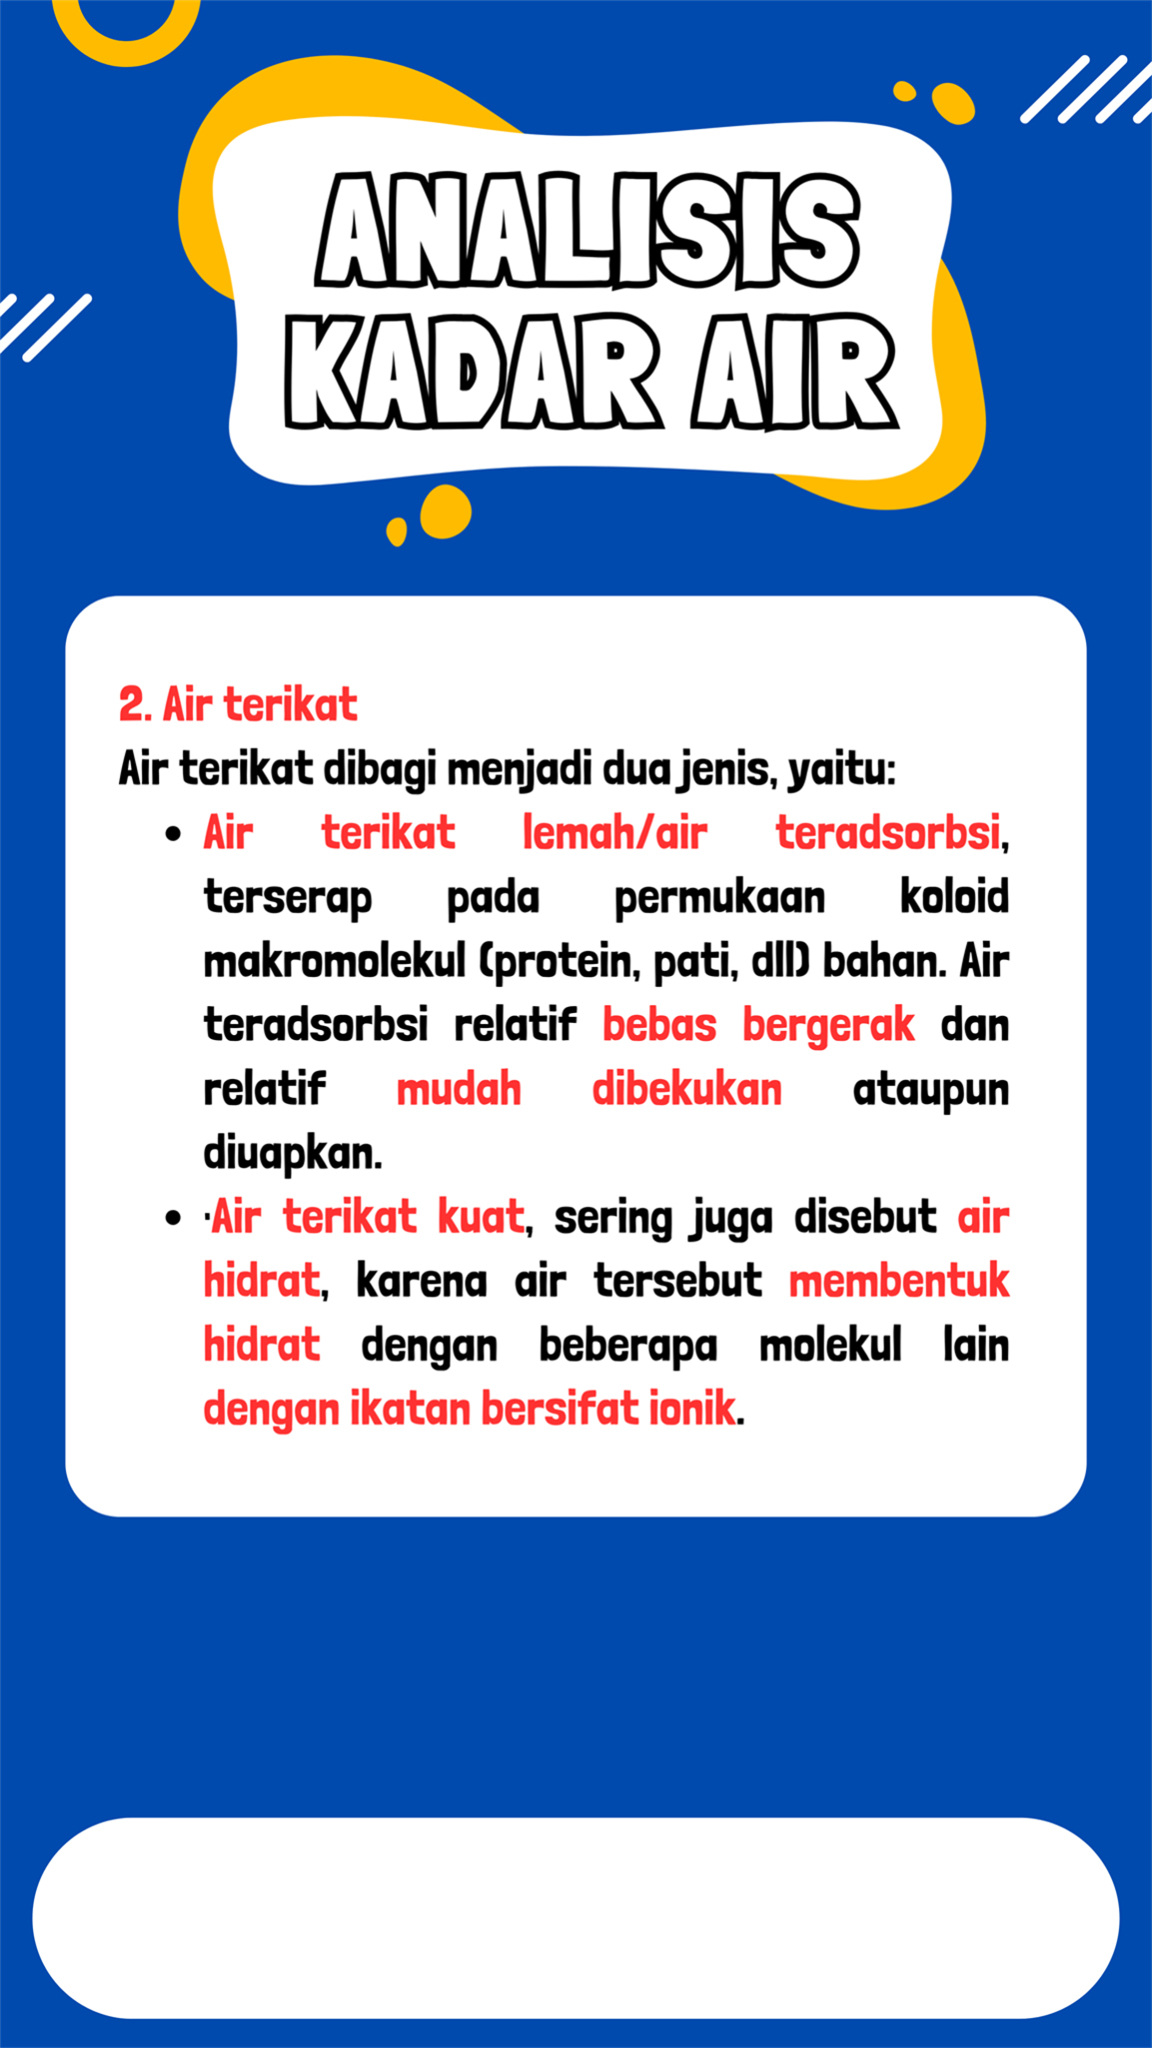 ANALISIS
KADAR AIR
2. Air terikat
Air terikat dibagi menjadi dua jenis, yaitu:
• Air terikat lemah/air teradsorbsi,
terserap pada permukaan koloid
makromolekul (protein, pati, dll) bahan. Air
teradsorbsi relatif bebas bergerak dan
relatif mudah dibekukan ataupun
diuapkan.
• ·Air terikat kuat, sering juga disebut air
hidrat, karena air tersebut membentuk
hidrat dengan beberapa molekul lain
dengan ikatan bersifat ionik.